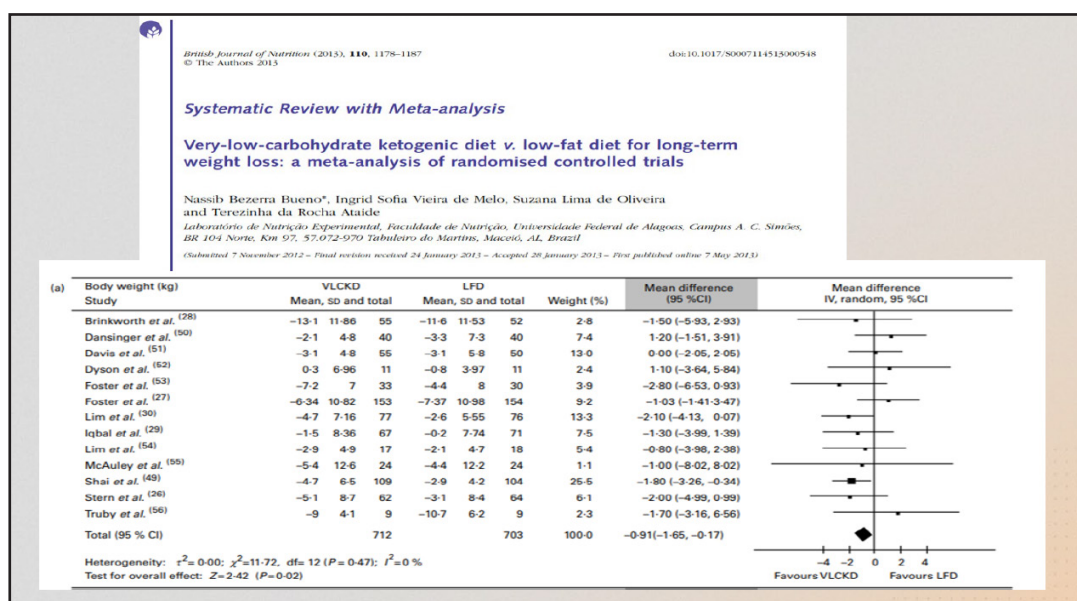 British Journal of Nutrition (2013), 110, 1178–1187 doi:10.1017/S0007114513000548
© The Authors 2013
Systematic Review with Meta-analysis
Very-low-carbohydrate ketogenic diet v. low-fat diet for long-term
weight loss: a meta-analysis of randomised controlled trials
Nassib Bezerra Bueno*, Ingrid Sofia Vieira de Melo, Suzana Lima de Oliveira
and Terezinha da Rocha Ataide
Laboratório de Nutrição Experimental, Faculdade de Nutrição, Universidade Federal de Alagoas, Campus A. C. Simões,
BR 104 Norte, Km 97, 57.072-970 Tabuleiro do Martins, Maceió, AL, Brazil
(Submitted 7 November 2012 – Final revision received 24 January 2013 – Accepted 28 January 2013 – First published online 7 May 2013)
(a) Body weight (kg) VLCKD LFD Mean difference Mean difference
Study Mean, SD and total Mean, SD and total Weight (%) (95 %CI) IV, random, 95 %CI
Brinkworth et al. (28) −13·1 11·86 55 −11·6 11·53 52 2·8 −1·50 (−5·93, 2·93)
Dansinger et al. (50) −2·1 4·8 40 −3·3 7·3 40 7·4 1·20 (−1·51, 3·91)
Davis et al. (51) −3·1 4·8 55 −3·1 5·8 50 13·0 0·00 (−2·05, 2·05)
Dyson et al. (52) 0·3 6·96 11 −0·8 3·97 11 2·4 1·10 (−3·64, 5·84)
Foster et al. (53) −7·2 7 33 −4·4 8 30 3·9 −2·80 (−6·53, 0·93)
Foster et al. (27) −6·34 10·82 153 −7·37 10·98 154 9·2 −1·03 (−1·41·3·47)
Lim et al. (30) −4·7 7·16 77 −2·6 5·55 76 13·3 −2·10 (−4·13, 0·07)
Iqbal et al. (29) −1·5 8·36 67 −0·2 7·74 71 7·5 −1·30 (−3·99, 1·39)
Lim et al. (54) −2·9 4·9 17 −2·1 4·7 18 5·4 −0·80 (−3·98, 2·38)
McAuley et al. (55) −5·4 12·6 24 −4·4 12·2 24 1·1 −1·00 (−8·02, 8·02)
Shai et al. (49) −4·7 6·5 109 −2·9 4·2 104 25·5 −1·80 (−3·26, −0·34)
Stern et al. (26) −5·1 8·7 62 −3·1 8·4 64 6·1 −2·00 (−4·99, 0·99)
Truby et al. (56) −9 4·1 9 −10·7 6·2 9 2·3 −1·70 (−3·16, 6·56)
Total (95 % CI) 712 703 100·0 −0·91(−1·65, −0·17)
Heterogeneity: τ²= 0·00; χ²=11·72, df= 12 (P = 0·47); I²=0 % −4 −2 0 2 4
Test for overall effect: Z=2·42 (P=0·02) Favours VLCKD Favours LFD